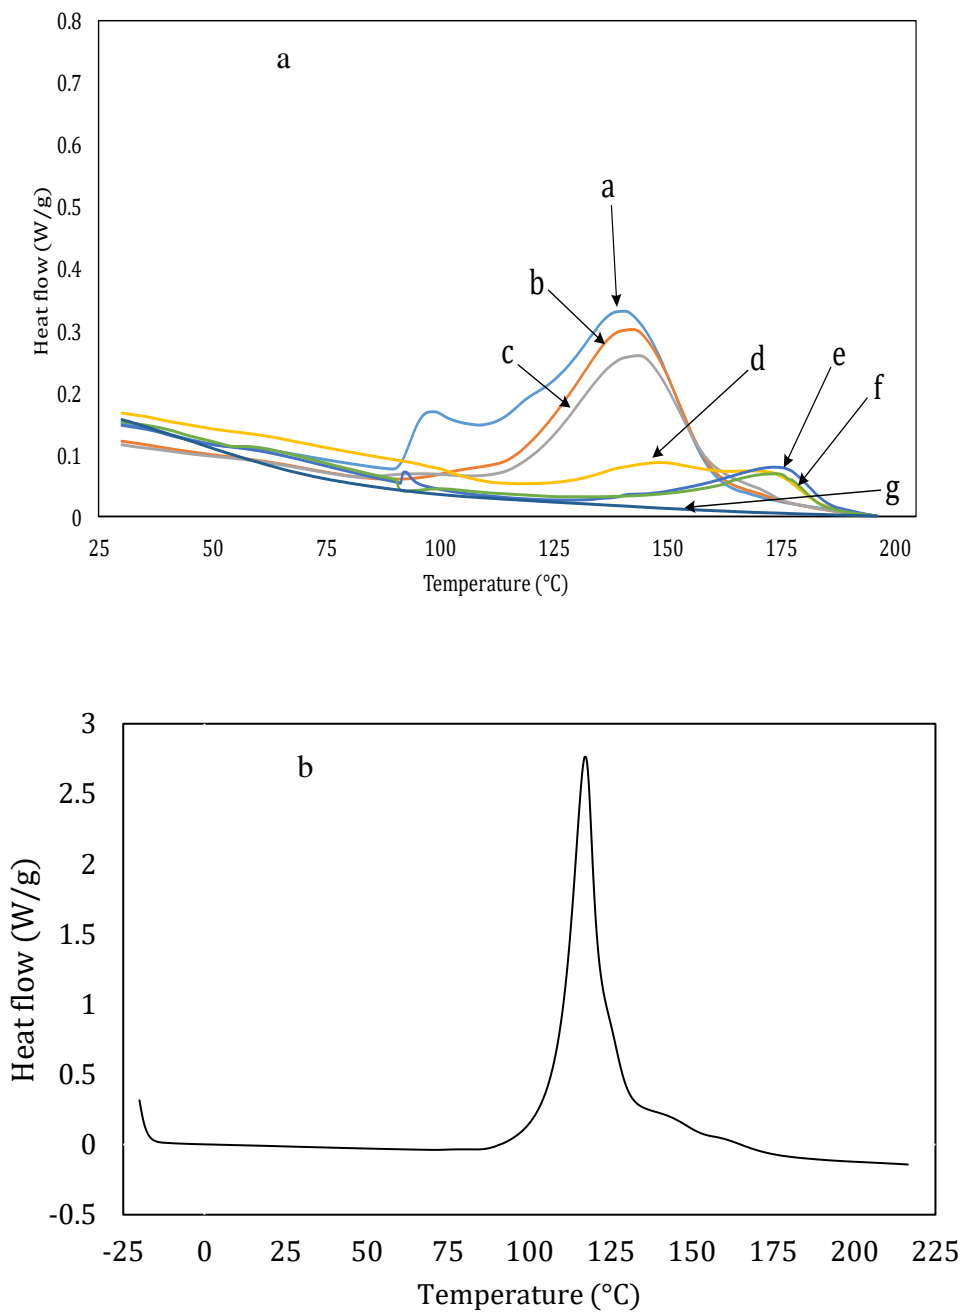 0.8
a
0.7
0.6
0.5
0.4
0.3
0.2
0.1
0
Heat flow (W/g)
a
b
c
d
e
f
g
25 50 75 100 125 150 175 200
Temperature (°C)
3
b
2.5
2
1.5
1
0.5
0
-0.5
Heat flow (W/g)
-25 0 25 50 75 100 125 150 175 200 225
Temperature (°C)